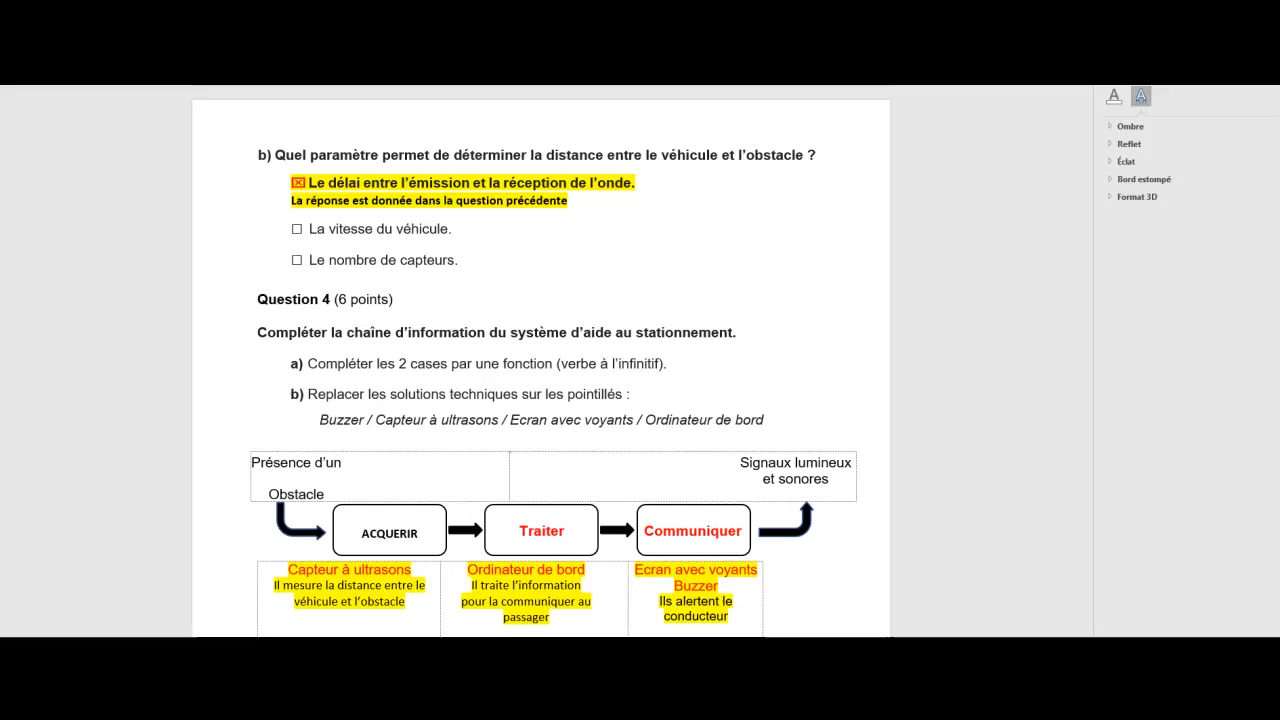 b) Quel paramètre permet de déterminer la distance entre le véhicule et l’obstacle ?
☒ Le délai entre l’émission et la réception de l’onde.
La réponse est donnée dans la question précédente
☐ La vitesse du véhicule.
☐ Le nombre de capteurs.
Question 4 (6 points)
Compléter la chaîne d’information du système d’aide au stationnement.
a) Compléter les 2 cases par une fonction (verbe à l’infinitif).
b) Replacer les solutions techniques sur les pointillés :
Buzzer / Capteur à ultrasons / Ecran avec voyants / Ordinateur de bord
Présence d’un
Obstacle
Signaux lumineux
et sonores
ACQUERIR
Traiter
Communiquer
Capteur à ultrasons
Il mesure la distance entre le
véhicule et l’obstacle
Ordinateur de bord
Il traite l’information
pour la communiquer au
passager
Ecran avec voyants
Buzzer
Ils alertent le
conducteur
A
A
Ombre
Reflet
Éclat
Bord estompé
Format 3D